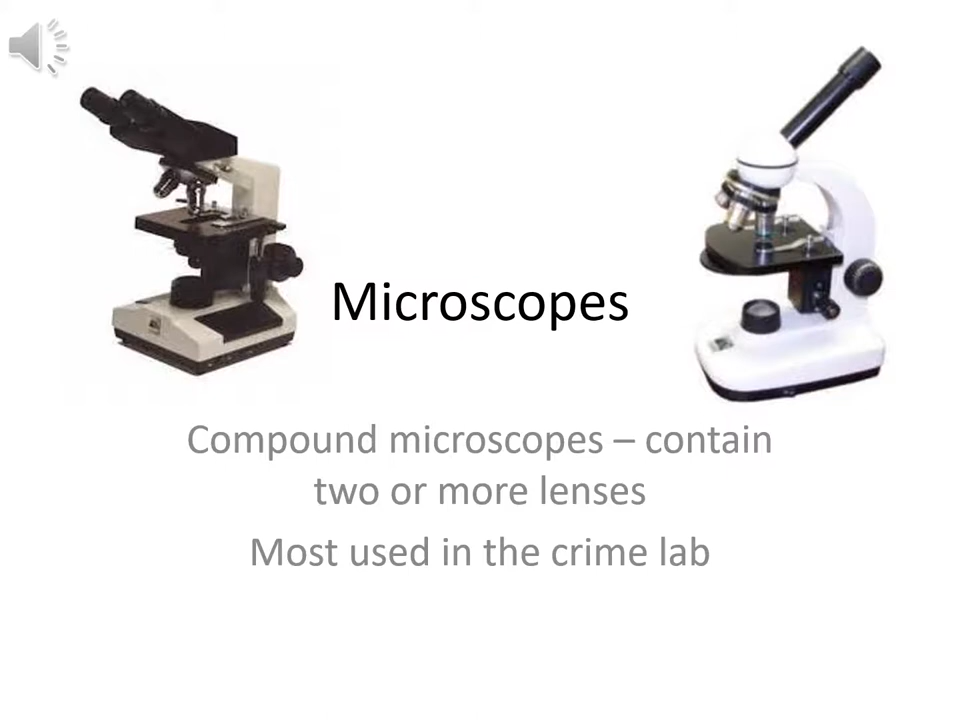 Microscopes
Compound microscopes – contain
two or more lenses
Most used in the crime lab